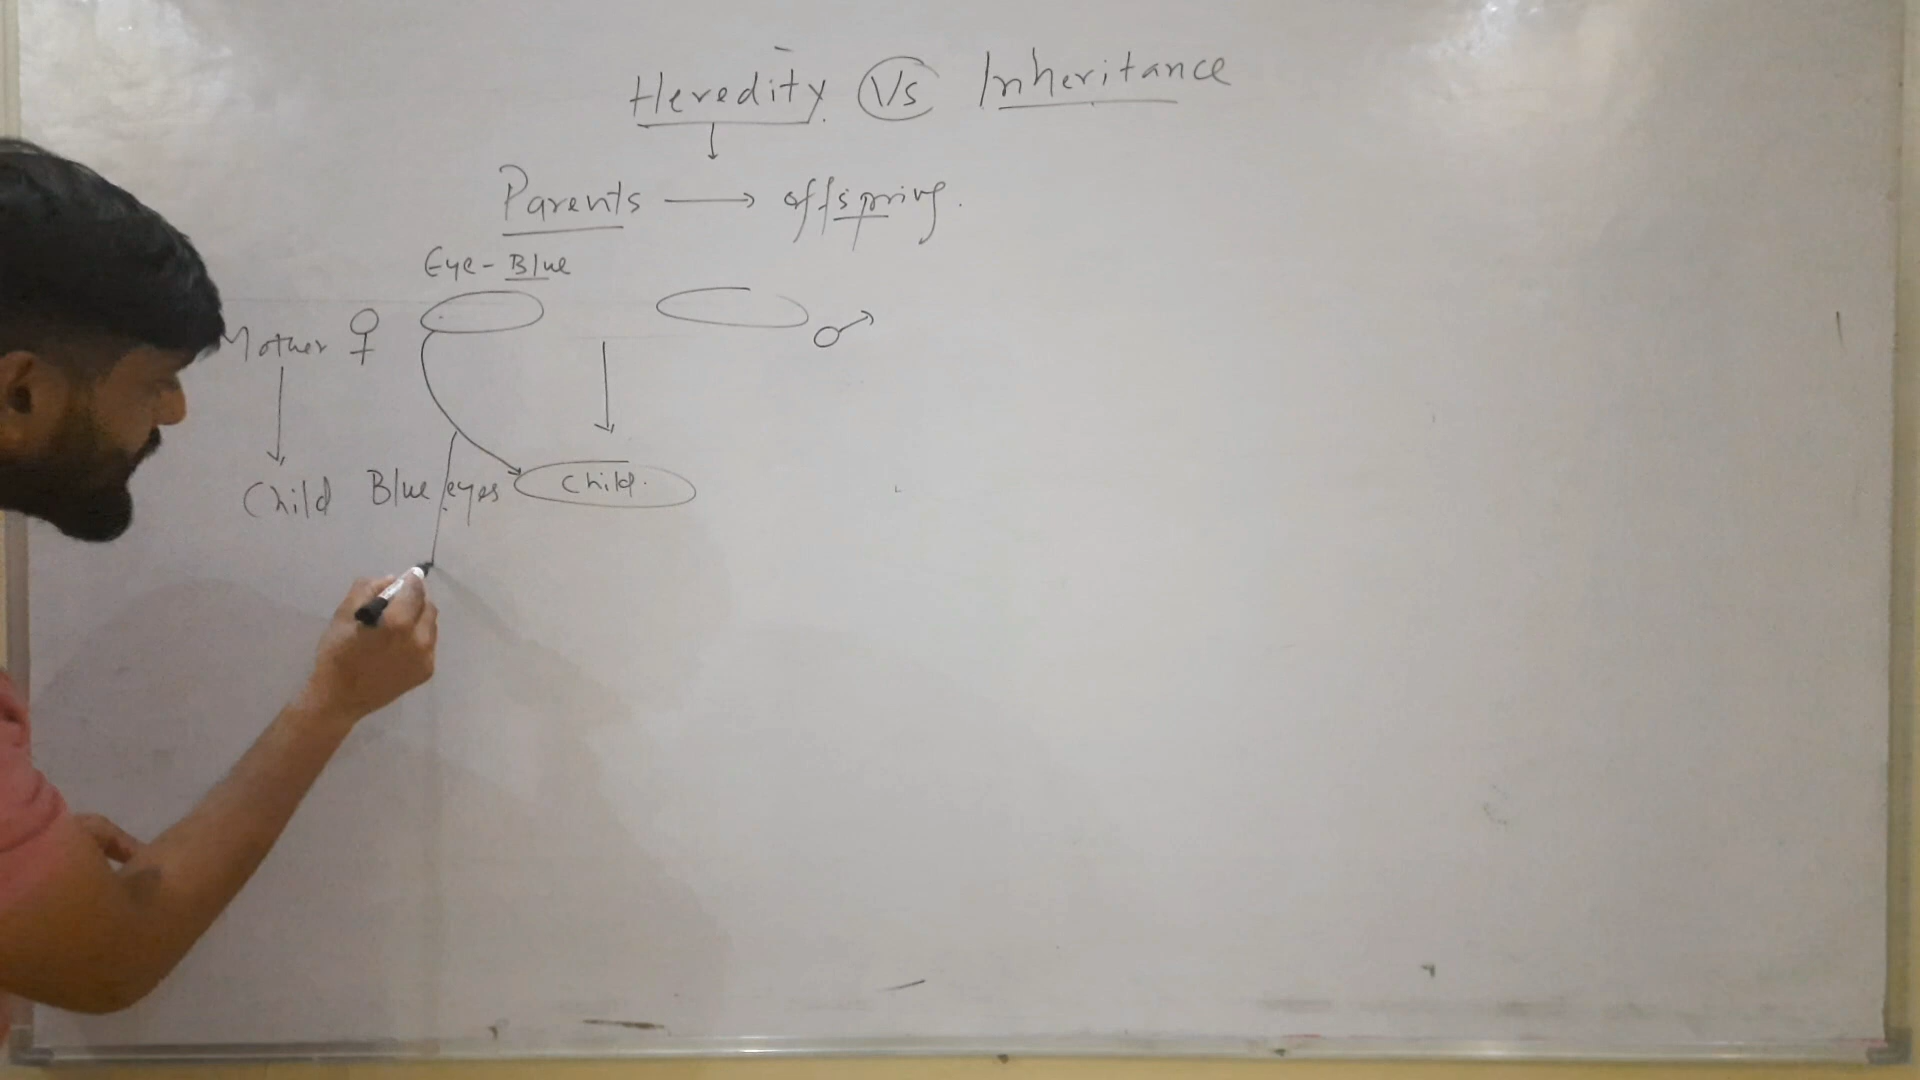 Heredity Vs Inheritance
Parents → offspring.
Eye - Blue
Mother ♀ ♂
Child Blue eyes Child.